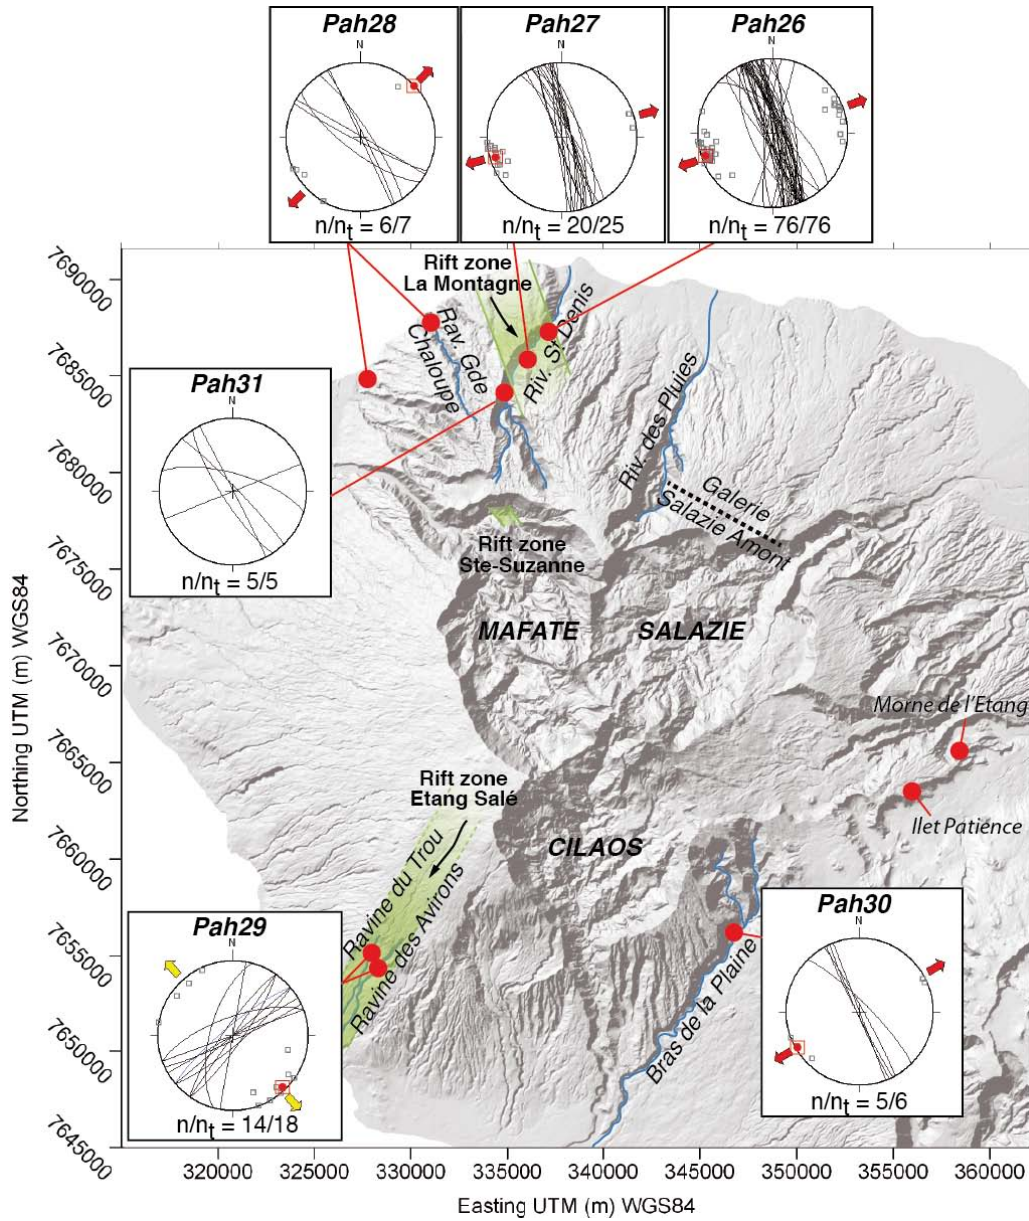 Pah28
N
n/nt = 6/7
Pah27
N
n/nt = 20/25
Pah26
N
n/nt = 76/76
Rift zone
La Montagne
Rav. Gde
Chaloupe
Riv. St Denis
Riv. des Pluies
Galerie
Salazie Amont
Pah31
N
n/nt = 5/5
Rift zone
Ste-Suzanne
MAFATE
SALAZIE
Morne de l'Etang
Ilet Patience
Rift zone
Etang Salé
CILAOS
Ravine du Trou
Ravine des Avirons
Bras de la Plaine
Pah29
N
n/nt = 14/18
Pah30
N
n/nt = 5/6
7690000
7685000
7680000
7675000
7670000
7665000
7660000
7655000
7650000
7645000
Northing UTM (m) WGS84
320000 325000 330000 335000 340000 345000 350000 355000 360000
Easting UTM (m) WGS84